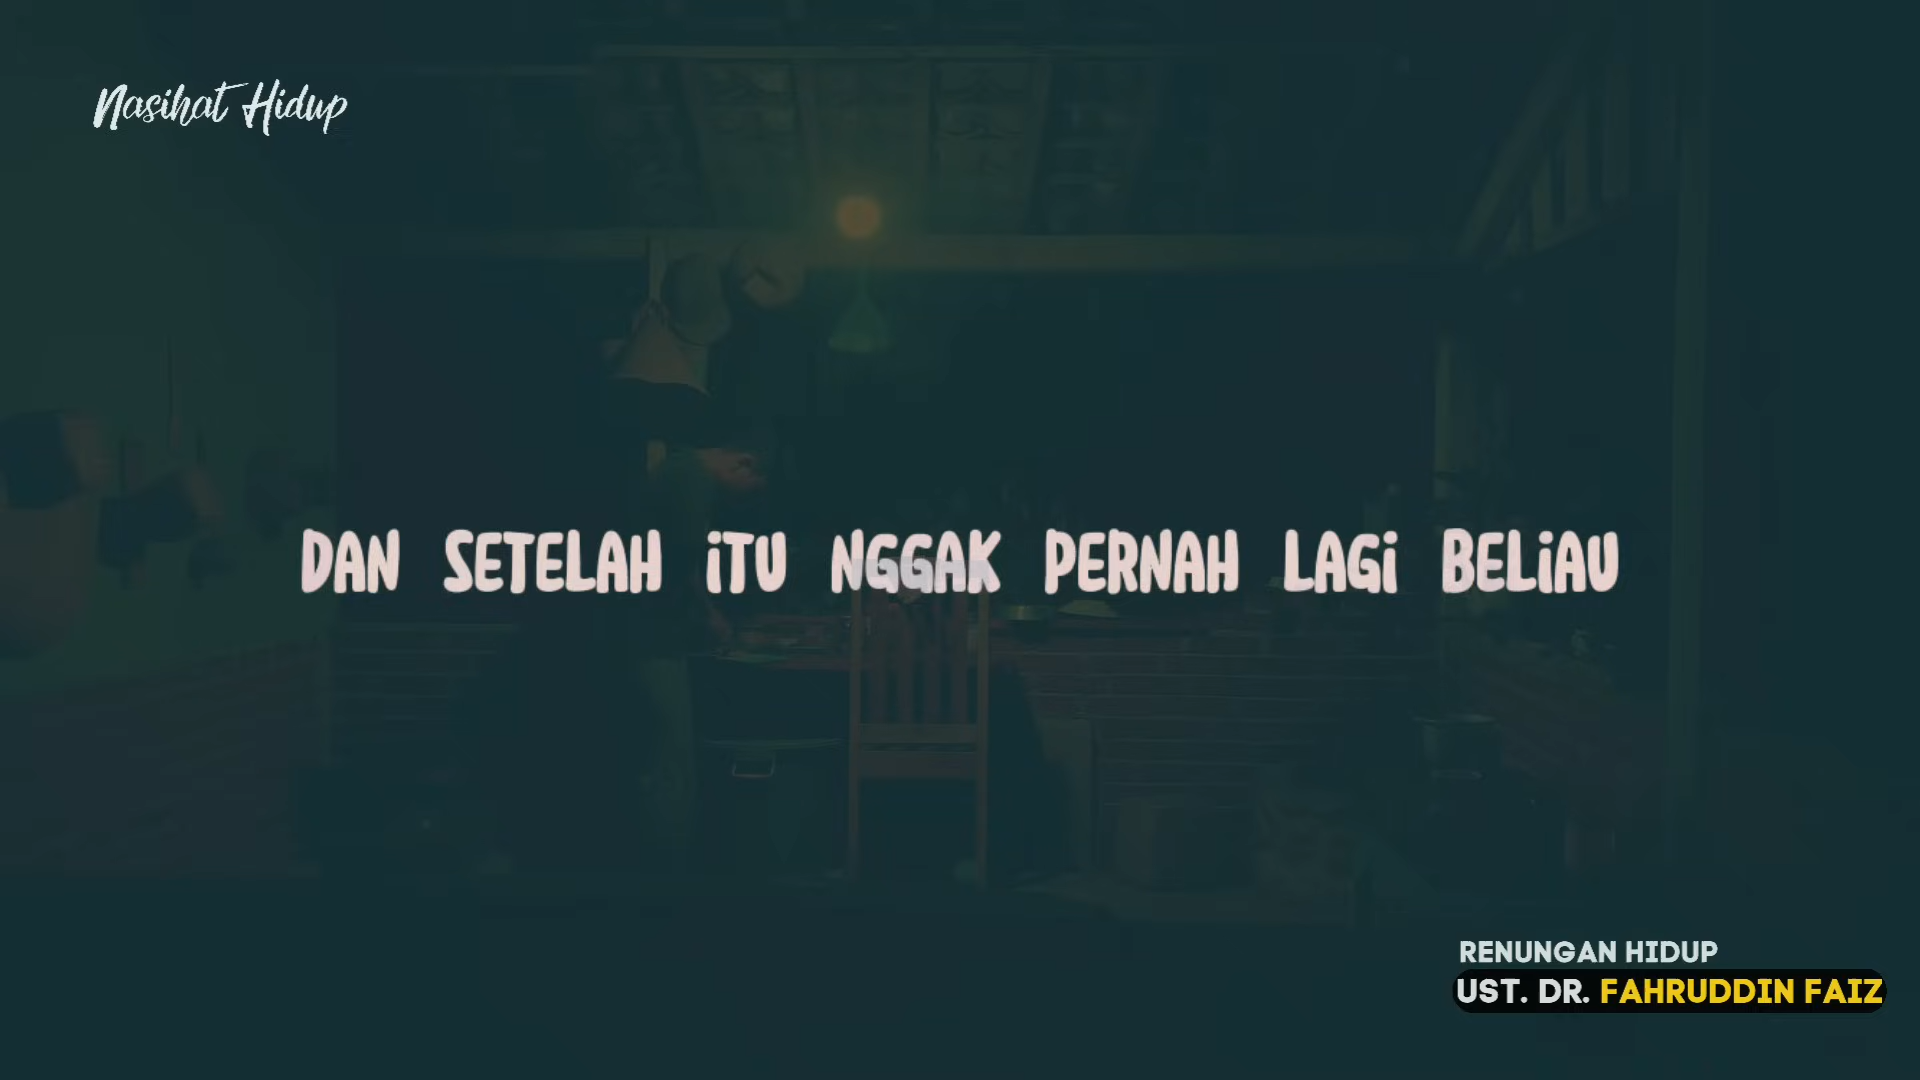 Nasihat Hidup
DAN SETELAH iTU NGGAK PERNAH LAGi BELiAU
RENUNGAN HIDUP
UST. DR. FAHRUDDIN FAIZ